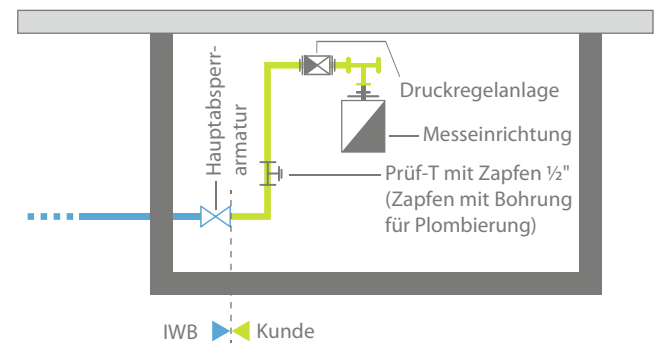 Hauptabsperr-
armatur
Druckregelanlage
Messeinrichtung
Prüf-T mit Zapfen ½"
(Zapfen mit Bohrung
für Plombierung)
IWB Kunde